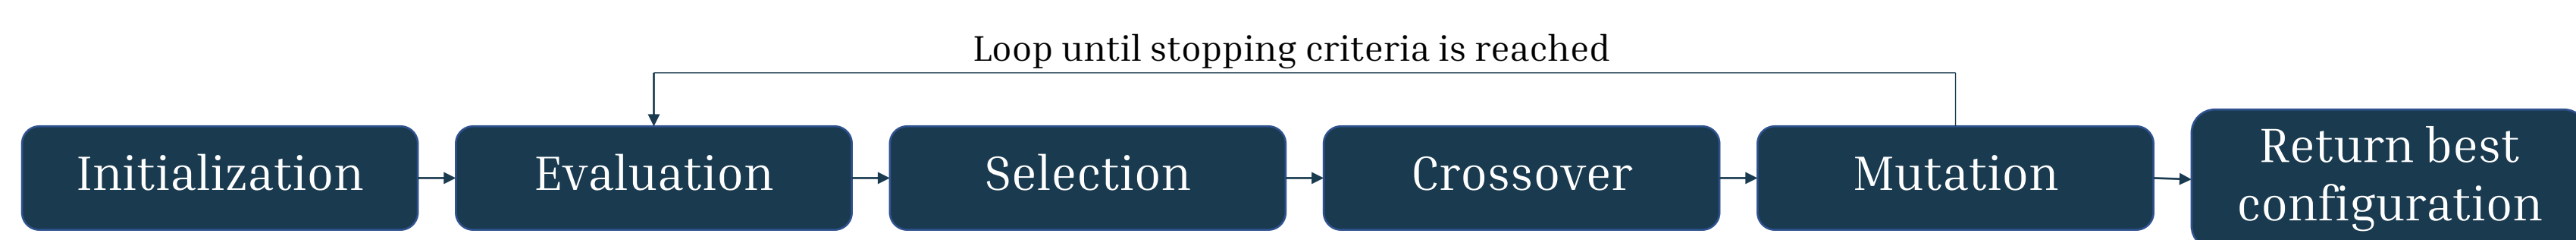 Loop until stopping criteria is reached
Initialization
Evaluation
Selection
Crossover
Mutation
Return best
configuration